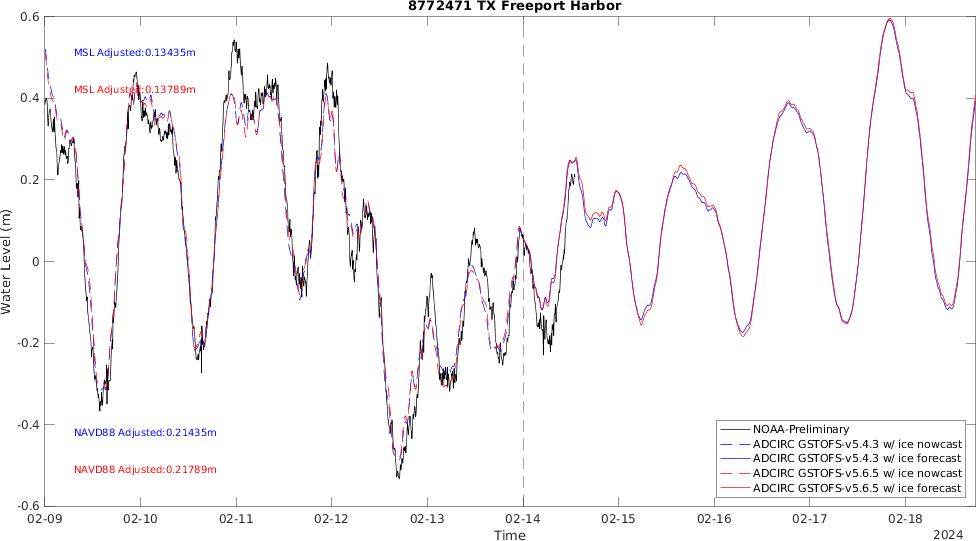 8772471 TX Freeport Harbor
0.6
0.4
0.2
0
-0.2
-0.4
-0.6
Water Level (m)
MSL Adjusted:0.13435m
MSL Adjusted:0.13789m
NAVD88 Adjusted:0.21435m
NAVD88 Adjusted:0.21789m
NOAA-Preliminary
ADCIRC GSTOFS-v5.4.3 w/ ice nowcast
ADCIRC GSTOFS-v5.4.3 w/ ice forecast
ADCIRC GSTOFS-v5.6.5 w/ ice nowcast
ADCIRC GSTOFS-v5.6.5 w/ ice forecast
02-09 02-10 02-11 02-12 02-13 02-14 02-15 02-16 02-17 02-18
Time
2024